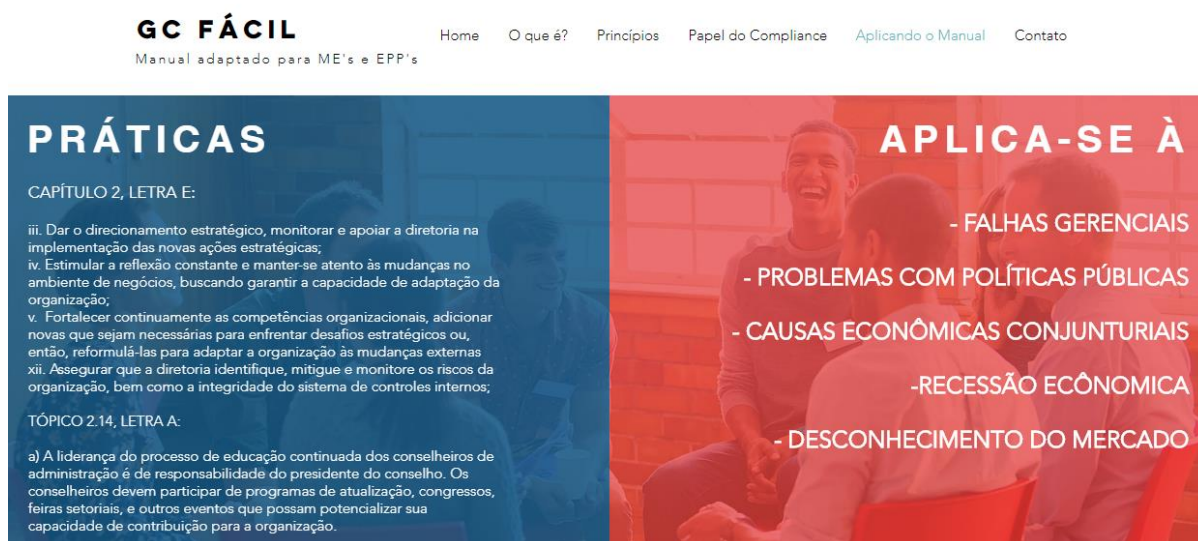 GC FÁCIL
Manual adaptado para ME's e EPP's
Home O que é? Princípios Papel do Compliance Aplicando o Manual Contato
PRÁTICAS
CAPÍTULO 2, LETRA E:
iii. Dar o direcionamento estratégico, monitorar e apoiar a diretoria na
implementação das novas ações estratégicas;
iv. Estimular a reflexão constante e manter-se atento às mudanças no
ambiente de negócios, buscando garantir a capacidade de adaptação da
organização;
v. Fortalecer continuamente as competências organizacionais, adicionar
novas que sejam necessárias para enfrentar desafios estratégicos ou,
então, reformulá-las para adaptar a organização às mudanças externas
xii. Assegurar que a diretoria identifique, mitigue e monitore os riscos da
organização, bem como a integridade do sistema de controles internos;
TÓPICO 2.14, LETRA A:
a) A liderança do processo de educação continuada dos conselheiros de
administração é de responsabilidade do presidente do conselho. Os
conselheiros devem participar de programas de atualização, congressos,
feiras setoriais, e outros eventos que possam potencializar sua
capacidade de contribuição para a organização.
APLICA-SE À
- FALHAS GERENCIAIS
- PROBLEMAS COM POLÍTICAS PÚBLICAS
- CAUSAS ECONÔMICAS CONJUNTURIAIS
-RECESSÃO ECÔNOMICA
- DESCONHECIMENTO DO MERCADO